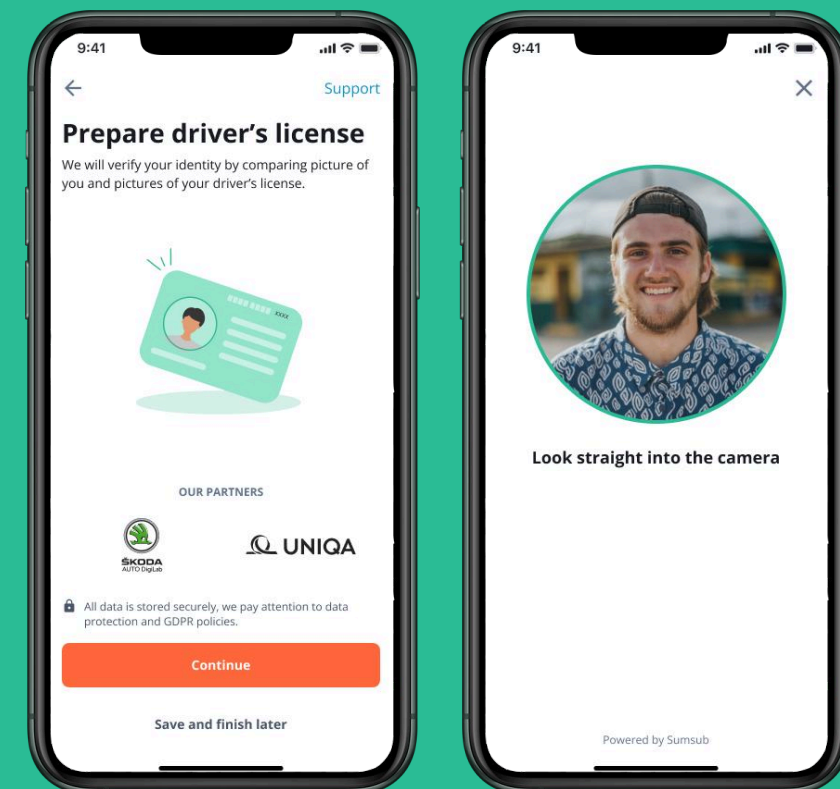 9:41
Support
Prepare driver's license
We will verify your identity by comparing picture of
you and pictures of your driver's license.
XXXX
OUR PARTNERS
ŠKODA
AUTO DigiLab
UNIQA
All data is stored securely, we pay attention to data
protection and GDPR policies.
Continue
Save and finish later
9:41
Look straight into the camera
Powered by Sumsub